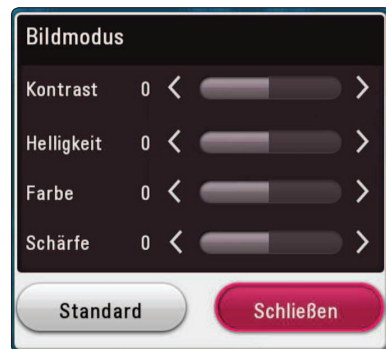 Bildmodus
Kontrast 0
Helligkeit 0
Farbe 0
Schärfe 0
Standard Schließen